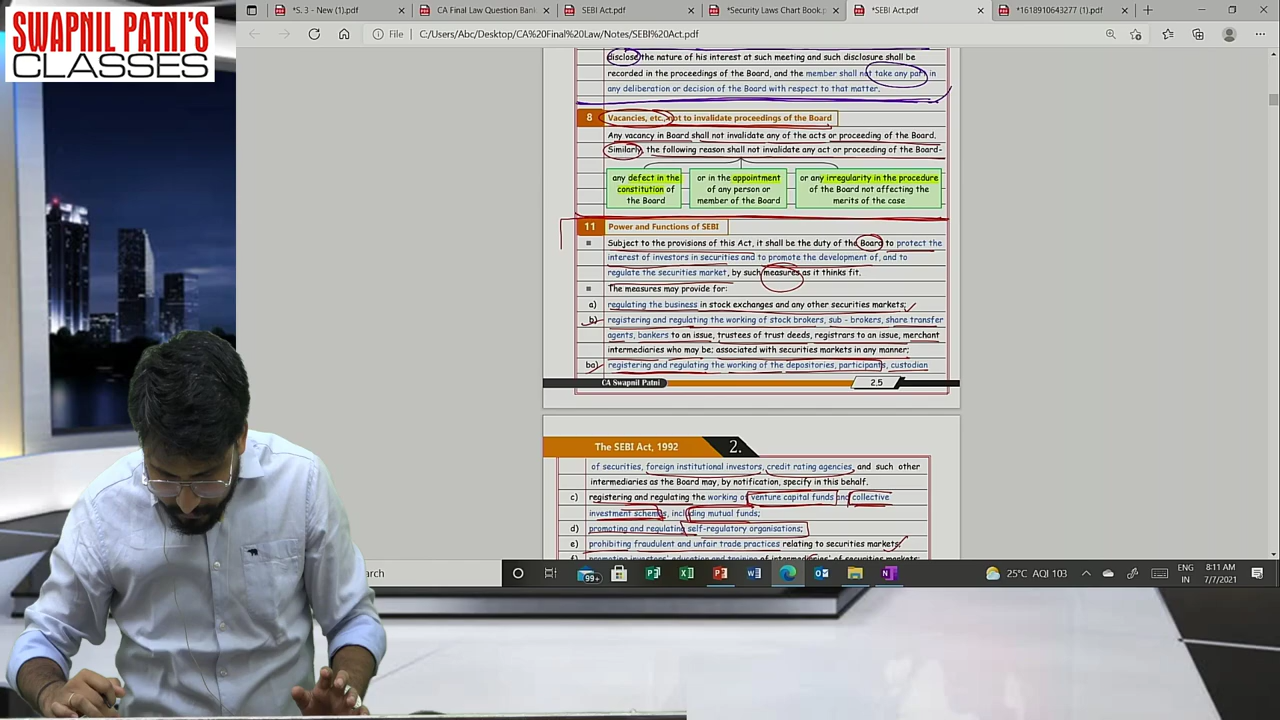 SWAPNIL PATNI'S
CLASSES
*S. 3 - New (1).pdf
CA Final Law Question Ban
SEBI Act.pdf
*Security Laws Chart Book.p
*SEBI Act.pdf
*1618910643277 (1).pdf
File
C:/Users/Abc/Desktop/CA%20Final%20Law/Notes/SEBI%20Act.pdf
disclose the nature of his interest at such meeting and such disclosure shall be
recorded in the proceedings of the Board, and the member shall not take any part in
any deliberation or decision of the Board with respect to that matter.
8 Vacancies, etc., not to invalidate proceedings of the Board
Any vacancy in Board shall not invalidate any of the acts or proceeding of the Board.
Similarly, the following reason shall not invalidate any act or proceeding of the Board-
any defect in the
constitution of
the Board
or in the appointment
of any person or
member of the Board
or any irregularity in the procedure
of the Board not affecting the
merits of the case
11 Power and Functions of SEBI
Subject to the provisions of this Act, it shall be the duty of the Board to protect the
interest of investors in securities and to promote the development of, and to
regulate the securities market, by such measures as it thinks fit.
The measures may provide for:
a) regulating the business in stock exchanges and any other securities markets;
b) registering and regulating the working of stock brokers, sub - brokers, share transfer
agents, bankers to an issue, trustees of trust deeds, registrars to an issue, merchant
intermediaries who may be; associated with securities markets in any manner;
ba) registering and regulating the working of the depositories, participants, custodian
CA Swapnil Patni
2.5
The SEBI Act, 1992
2.
of securities, foreign institutional investors, credit rating agencies, and such other
intermediaries as the Board may, by notification, specify in this behalf.
c) registering and regulating the working of venture capital funds and collective
investment schemes, including mutual funds;
d) promoting and regulating self-regulatory organisations;
e) prohibiting fraudulent and unfair trade practices relating to securities markets;
f) promoting investors' education and training of intermediaries of securities markets;
arch
99+
25°C AQI 103
ENG
IN
8:11 AM
7/7/2021